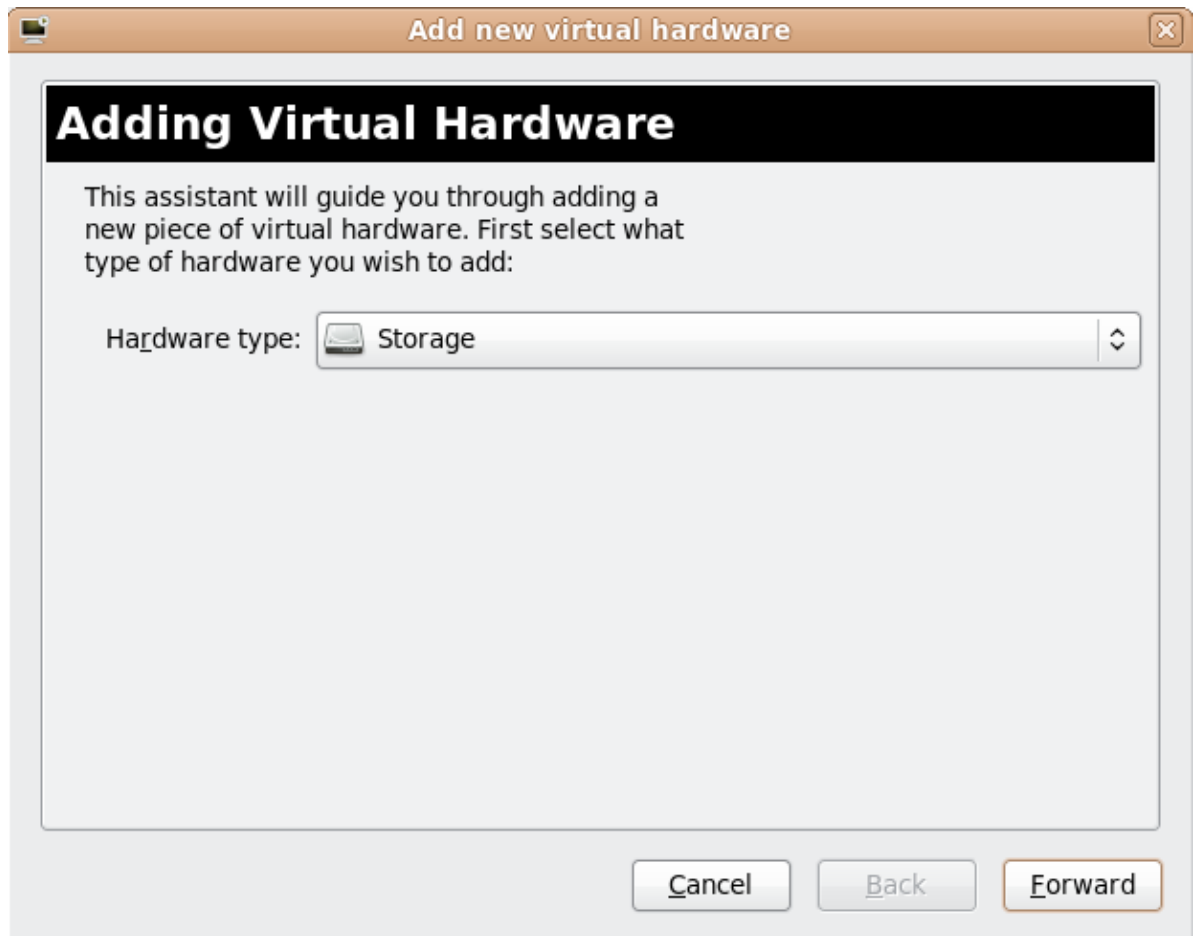 Add new virtual hardware
Adding Virtual Hardware
This assistant will guide you through adding a
new piece of virtual hardware. First select what
type of hardware you wish to add:
Hardware type: Storage
Cancel Back Forward